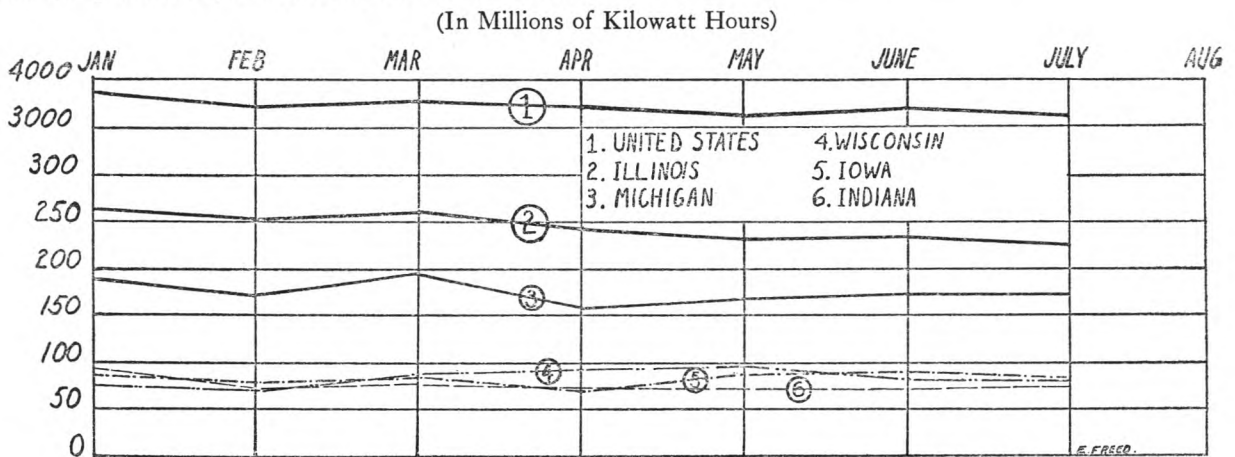 (In Millions of Kilowatt Hours)
JAN FEB MAR APR MAY JUNE JULY AUG
4000
3000
300
250
200
150
100
50
0
1
2
3
4
5
6
1. UNITED STATES 4. WISCONSIN
2. ILLINOIS 5. IOWA
3. MICHIGAN 6. INDIANA
E. FREED.